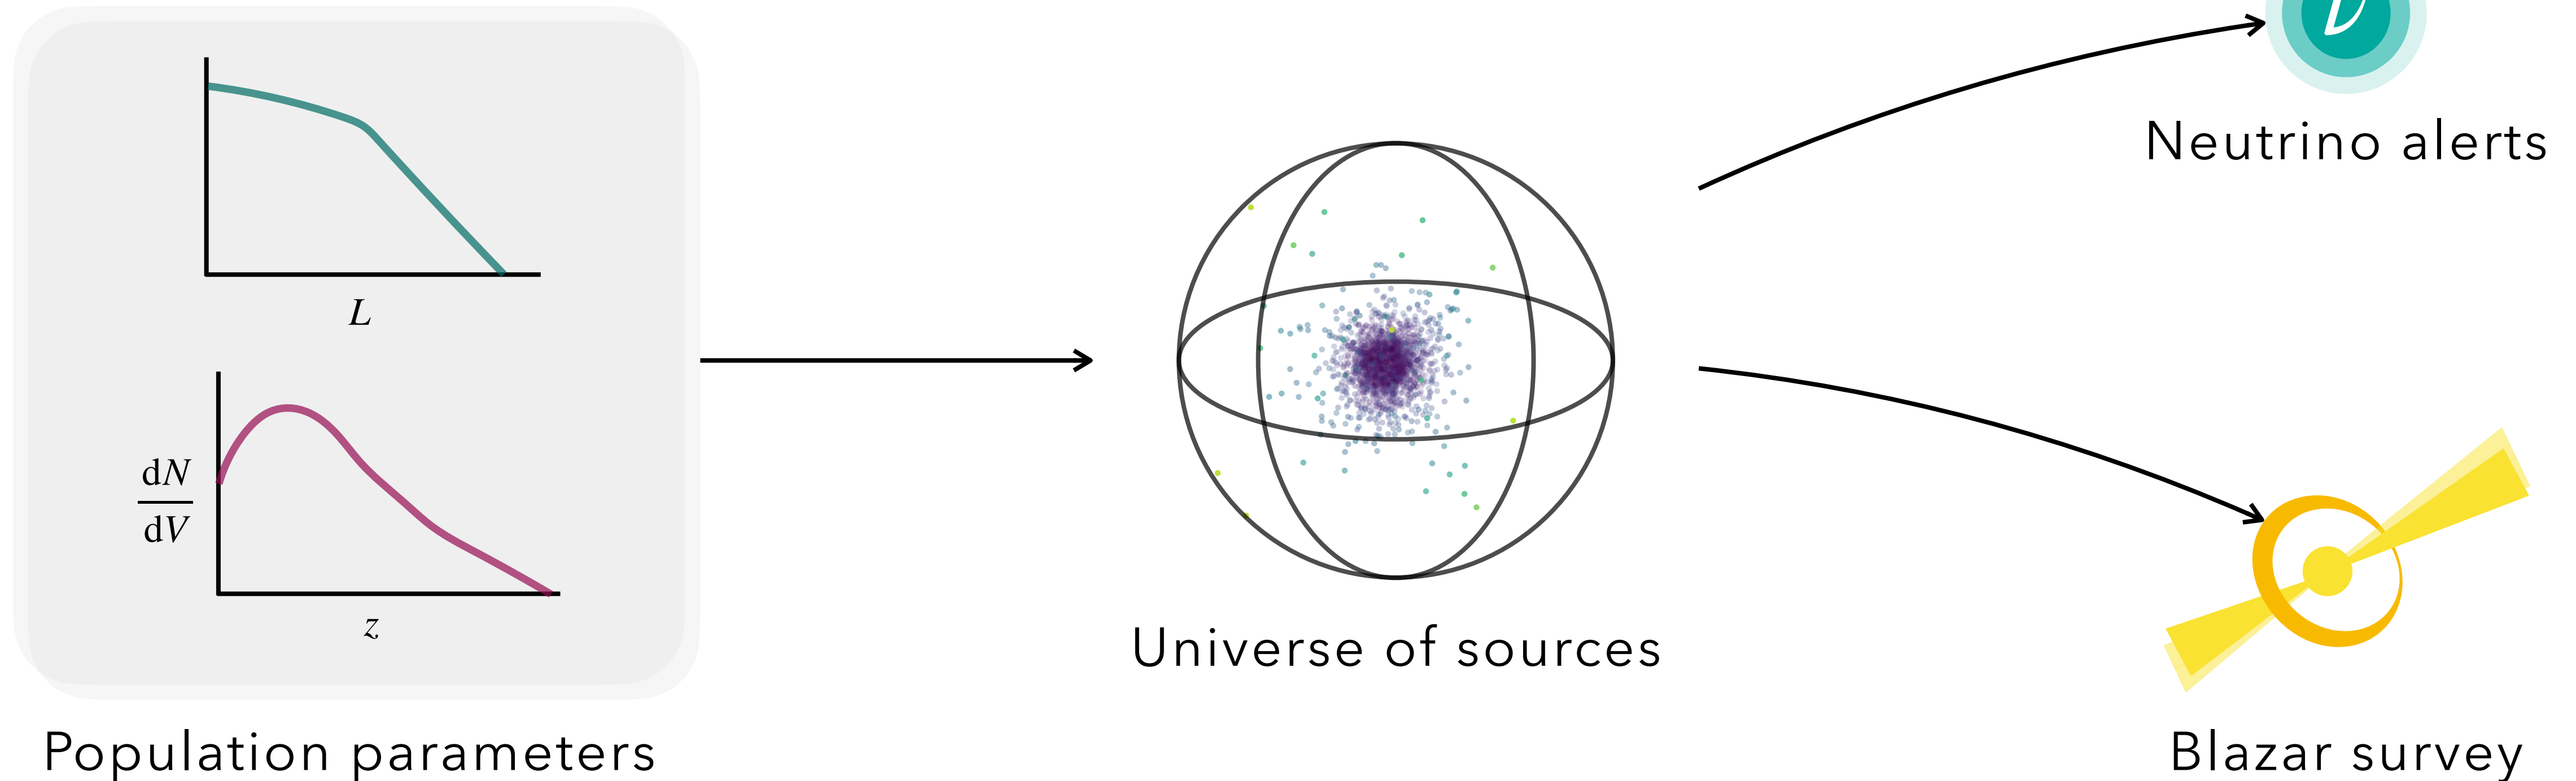 L
dN
dV
z
Population parameters
Universe of sources
ν
Neutrino alerts
Blazar survey